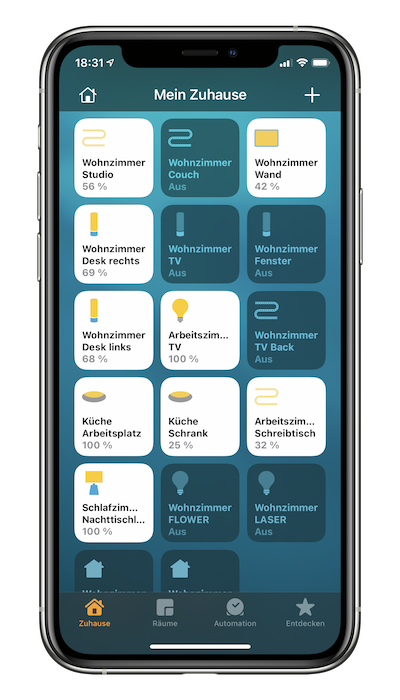 18:31
Mein Zuhause
Wohnzimmer
Studio
56 %
Wohnzimmer
Couch
Aus
Wohnzimmer
Wand
42 %
Wohnzimmer
Desk rechts
69 %
Wohnzimmer
TV
Aus
Wohnzimmer
Fenster
Aus
Wohnzimmer
Desk links
68 %
Arbeitszim...
TV
100 %
Wohnzimmer
TV Back
Aus
Küche
Arbeitsplatz
100 %
Küche
Schrank
25 %
Arbeitszim...
Schreibtisch
32 %
Schlafzim...
Nachttischl...
100 %
Wohnzimmer
FLOWER
Aus
Wohnzimmer
LASER
Aus
Zuhause
Räume
Automation
Entdecken